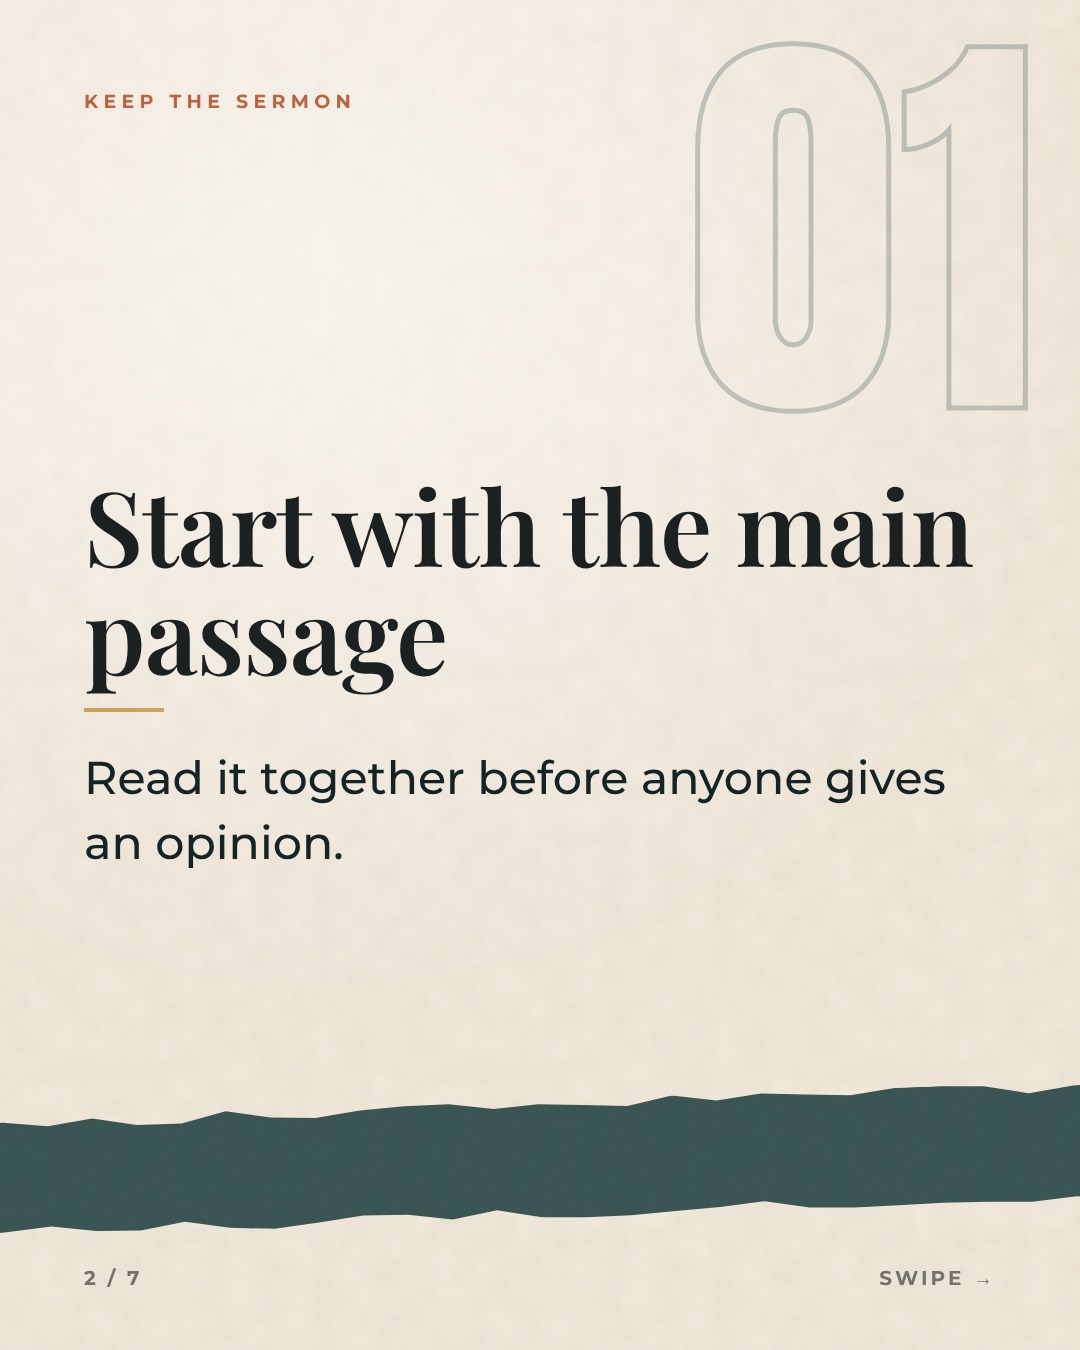 KEEP THE SERMON
01
Start with the main
passage
Read it together before anyone gives
an opinion.
2 / 7
SWIPE →